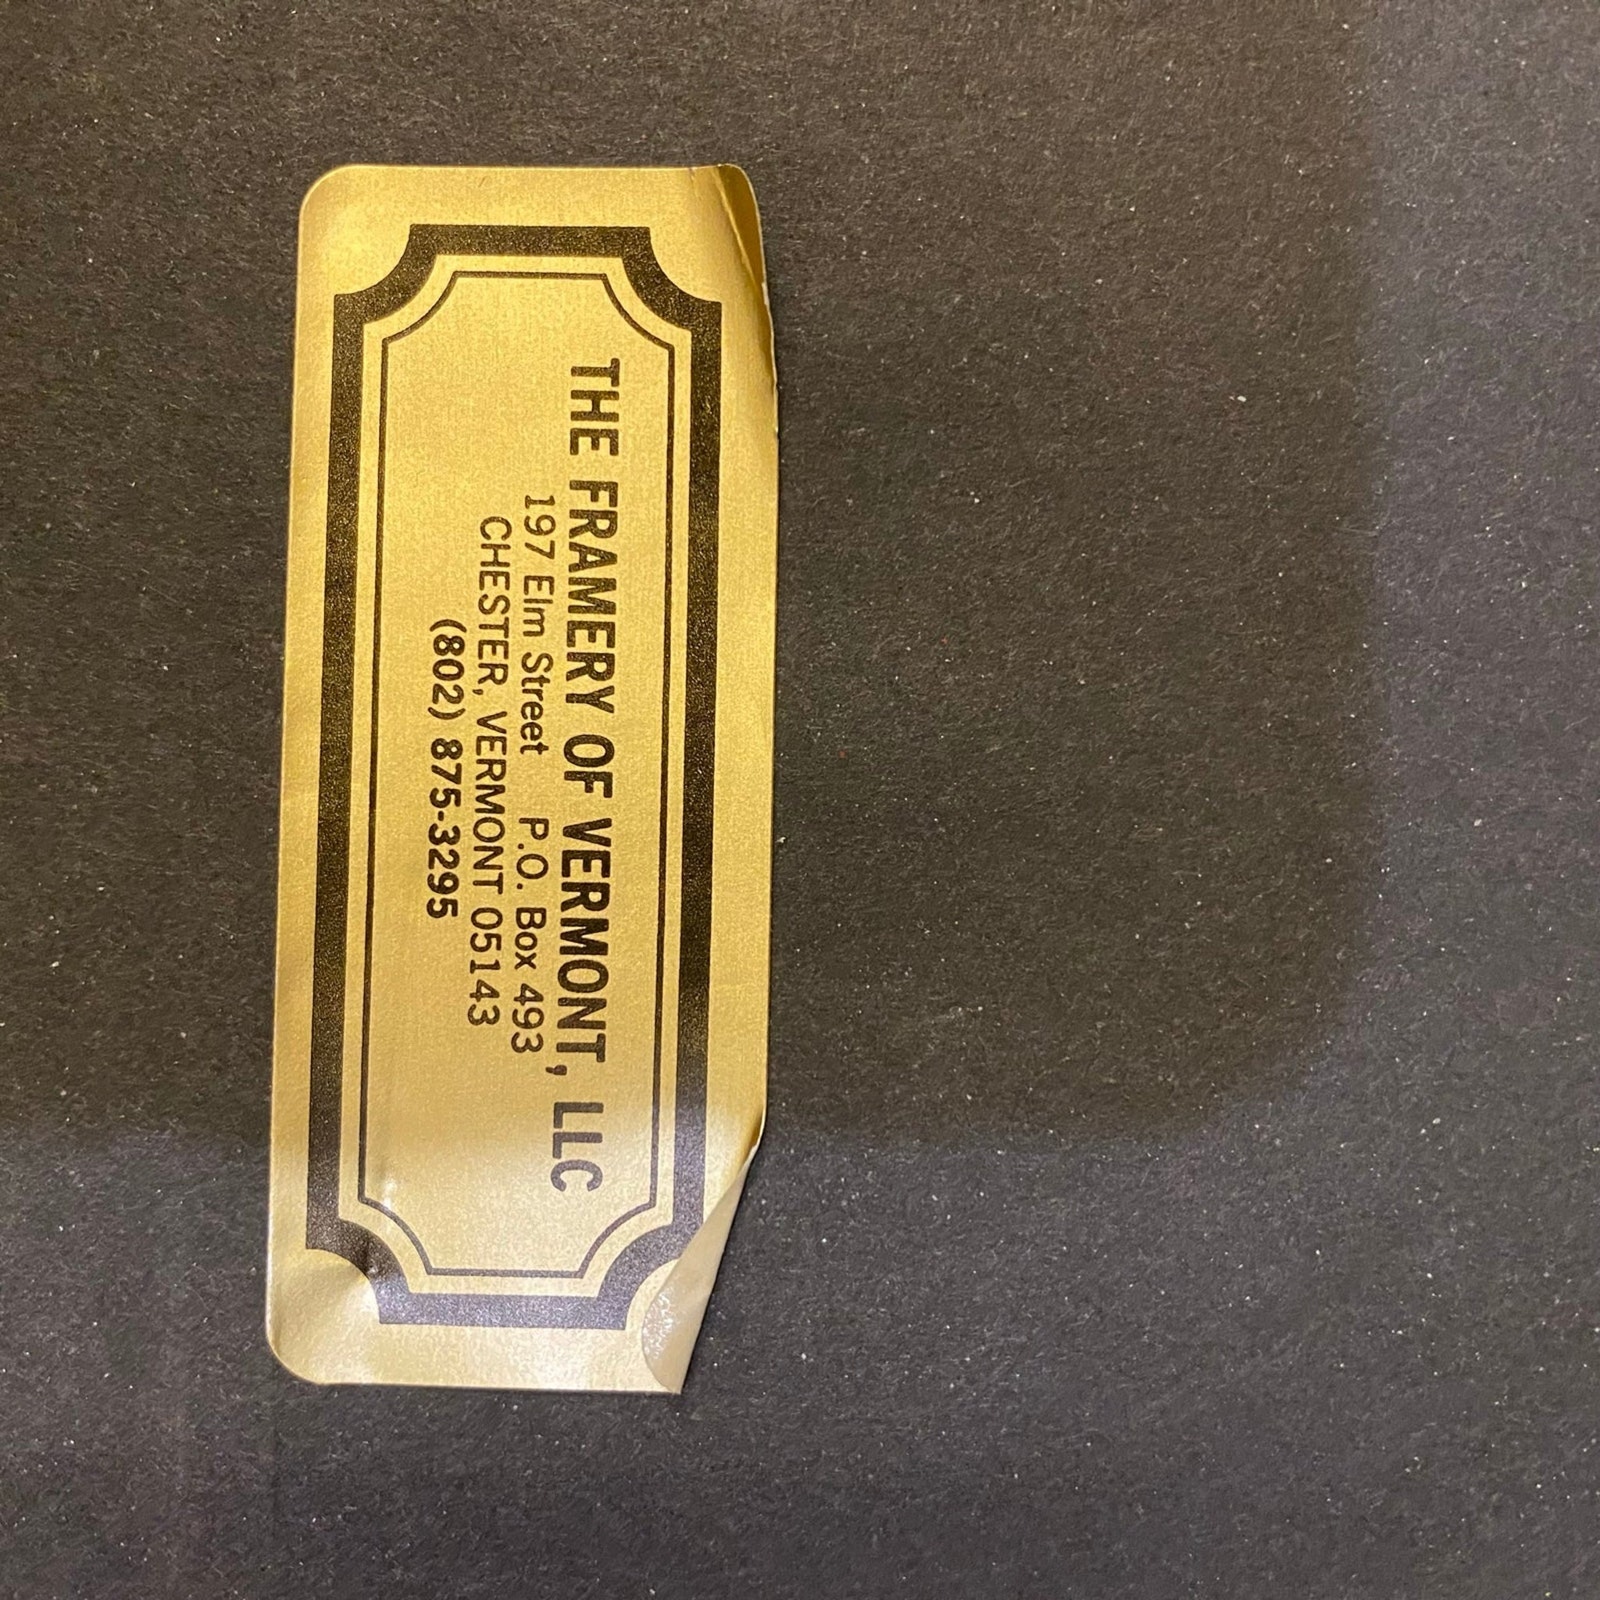 THE FRAMERY OF VERMONT, LLC
197 Elm Street P.O. Box 493
CHESTER, VERMONT 05143
(802) 875-3295